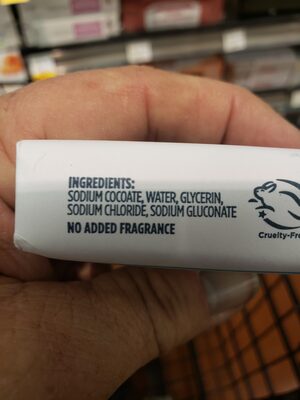 INGREDIENTS:
SODIUM COCOATE, WATER, GLYCERIN,
SODIUM CHLORIDE, SODIUM GLUCONATE
NO ADDED FRAGRANCE